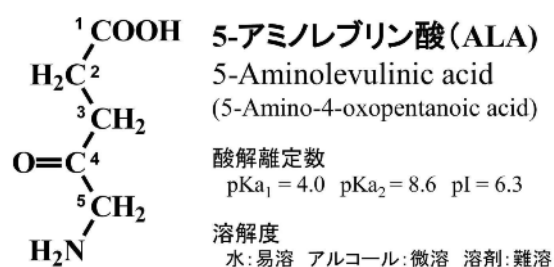 1 COOH
H₂C 2
3 CH₂
O=C 4
5 CH₂
H₂N
5-アミノレブリン酸（ALA）
5-Aminolevulinic acid
(5-Amino-4-oxopentanoic acid)
酸解離定数
pKa₁ = 4.0 pKa₂ = 8.6 pI = 6.3
溶解度
水：易溶 アルコール：微溶 溶剤：難溶